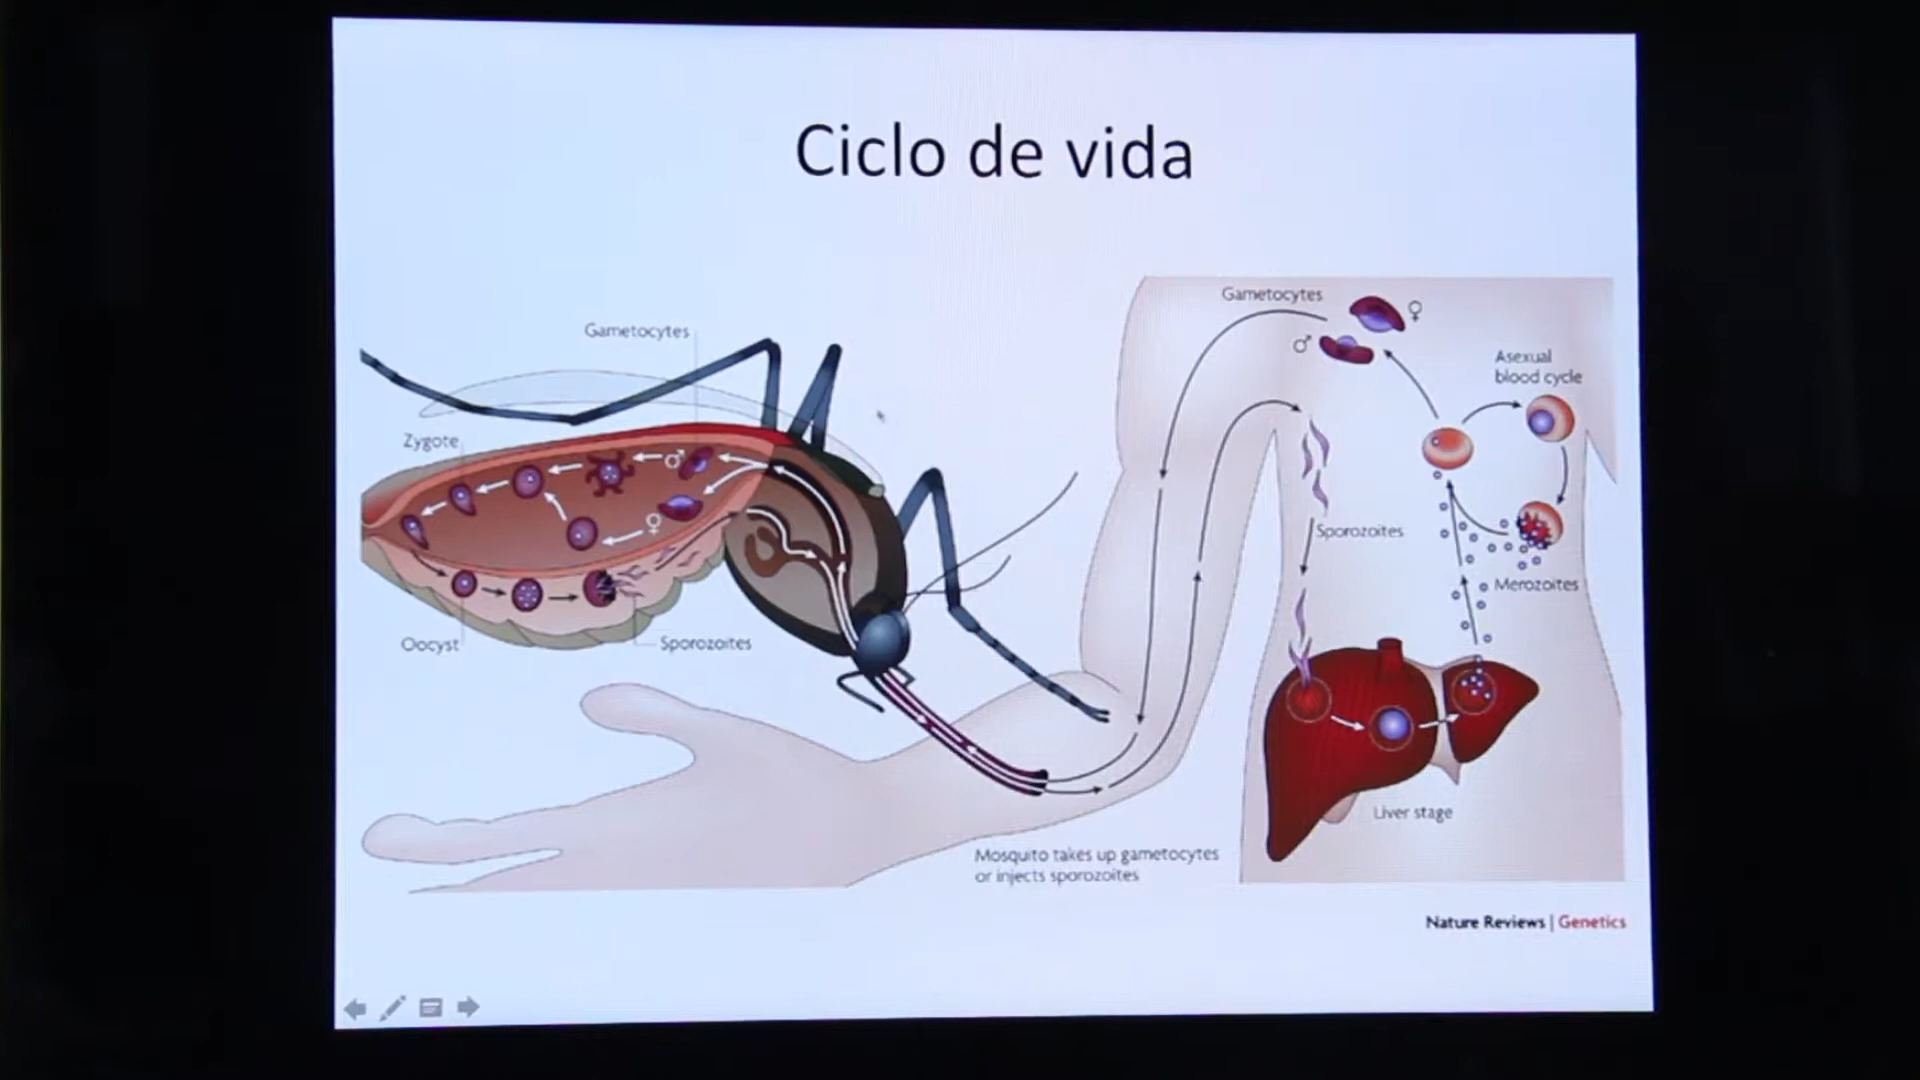 Ciclo de vida
Gametocytes
Zygote
Oocyst
Sporozoites
Gametocytes
♀
♂
Asexual
blood cycle
Sporozoites
Merozoites
Liver stage
Mosquito takes up gametocytes
or injects sporozoites
♂
♀
Nature Reviews | Genetics